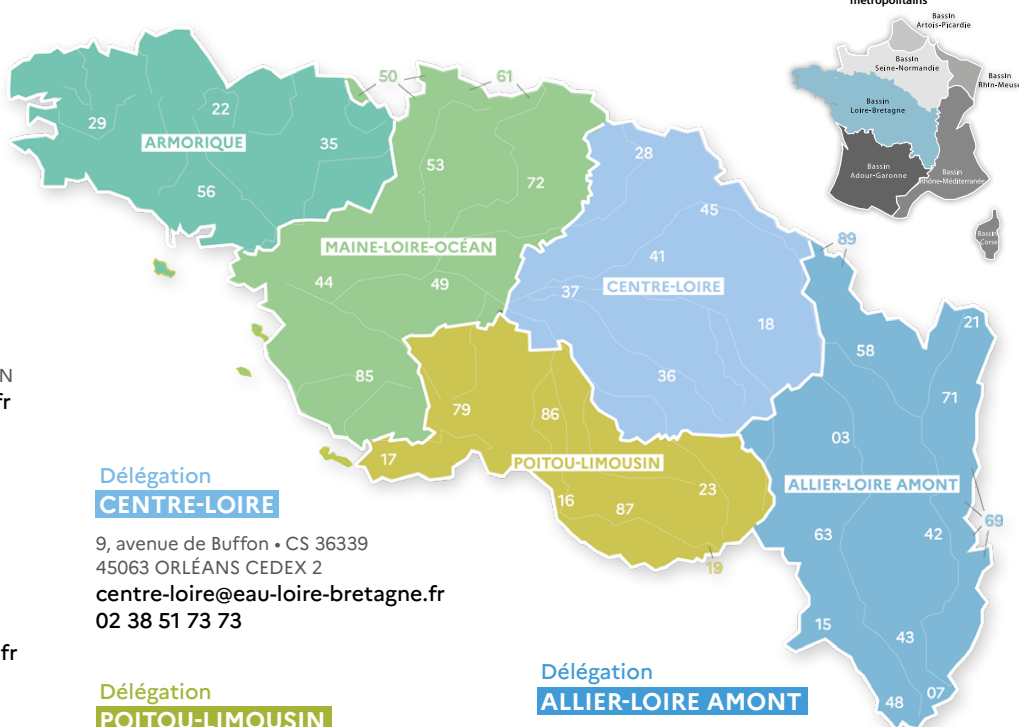 métropolitains
Bassin
Artois-Picardie
Bassin
Seine-Normandie
Bassin
Rhin-Meuse
Bassin
Loire-Bretagne
Bassin
Adour-Garonne
Bassin
Rhône-Méditerranée
Bassin
Corse
50
61
29
22
ARMORIQUE
35
56
53
72
28
45
MAINE-LOIRE-OCÉAN
44
49
41
CENTRE-LOIRE
37
18
36
89
21
58
71
85
79
86
03
17
POITOU-LIMOUSIN
16
87
23
19
ALLIER-LOIRE AMONT
63
42
69
15
43
48
07
N
fr
Délégation
CENTRE-LOIRE
9, avenue de Buffon • CS 36339
45063 ORLÉANS CEDEX 2
centre-loire@eau-loire-bretagne.fr
02 38 51 73 73
fr
Délégation
POITOU-LIMOUSIN
Délégation
ALLIER-LOIRE AMONT